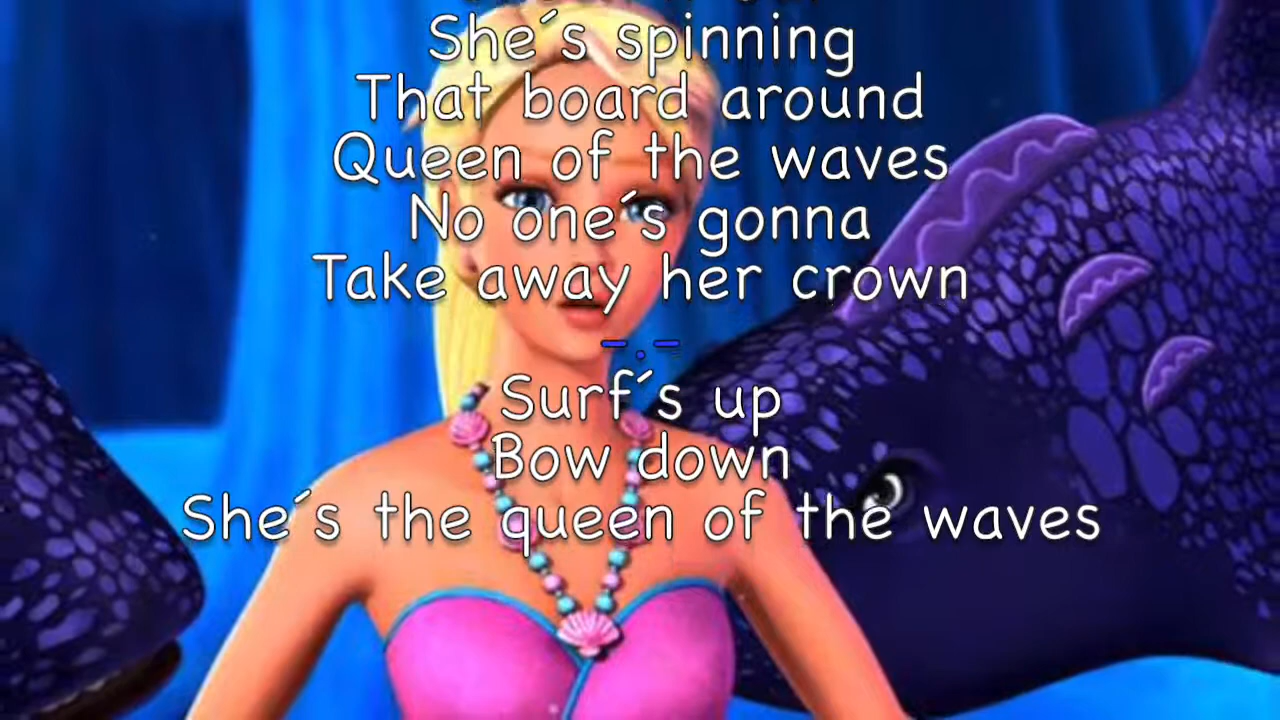 She´s spinning
That board around
Queen of the waves
No one´s gonna
Take away her crown
-.-
Surf´s up
Bow down
She´s the queen of the waves